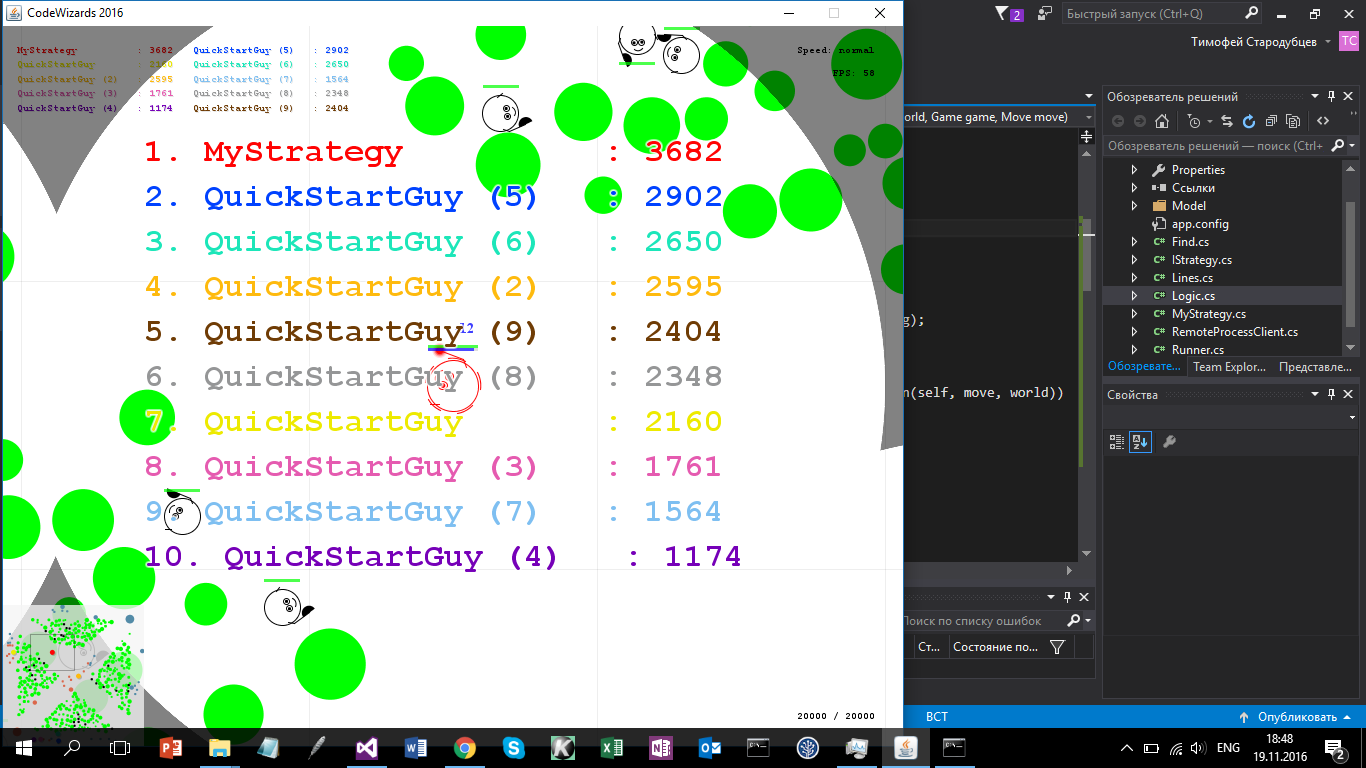 CodeWizards 2016
MyStrategy : 3682 QuickStartGuy (5) : 2902
QuickStartGuy : 2160 QuickStartGuy (6) : 2650
QuickStartGuy (2) : 2595 QuickStartGuy (7) : 1564
QuickStartGuy (3) : 1761 QuickStartGuy (8) : 2348
QuickStartGuy (4) : 1174 QuickStartGuy (9) : 2404
Speed: normal
FPS: 58
1. MyStrategy : 3682
2. QuickStartGuy (5) : 2902
3. QuickStartGuy (6) : 2650
4. QuickStartGuy (2) : 2595
5. QuickStartGuy (9) : 2404
12
6. QuickStartGuy (8) : 2348
7. QuickStartGuy : 2160
8. QuickStartGuy (3) : 1761
9. QuickStartGuy (7) : 1564
10. QuickStartGuy (4) : 1174
20000 / 20000
2
Быстрый запуск (Ctrl+Q)
Тимофей Стародубцев
TC
orld, Game game, Move move)
g);
n(self, move, world))
Обозреватель решений
Обозреватель решений — поиск (Ctrl+
Properties
Ссылки
Model
app.config
C# Find.cs
C# IStrategy.cs
C# Lines.cs
C# Logic.cs
C# MyStrategy.cs
C# RemoteProcessClient.cs
C# Runner.cs
Обозревате... Team Explor... Представле...
Свойства
Поиск по списку ошибок
Ст... Состояние по...
ВСТ
Опубликовать
ENG
18:48
19.11.2016
2